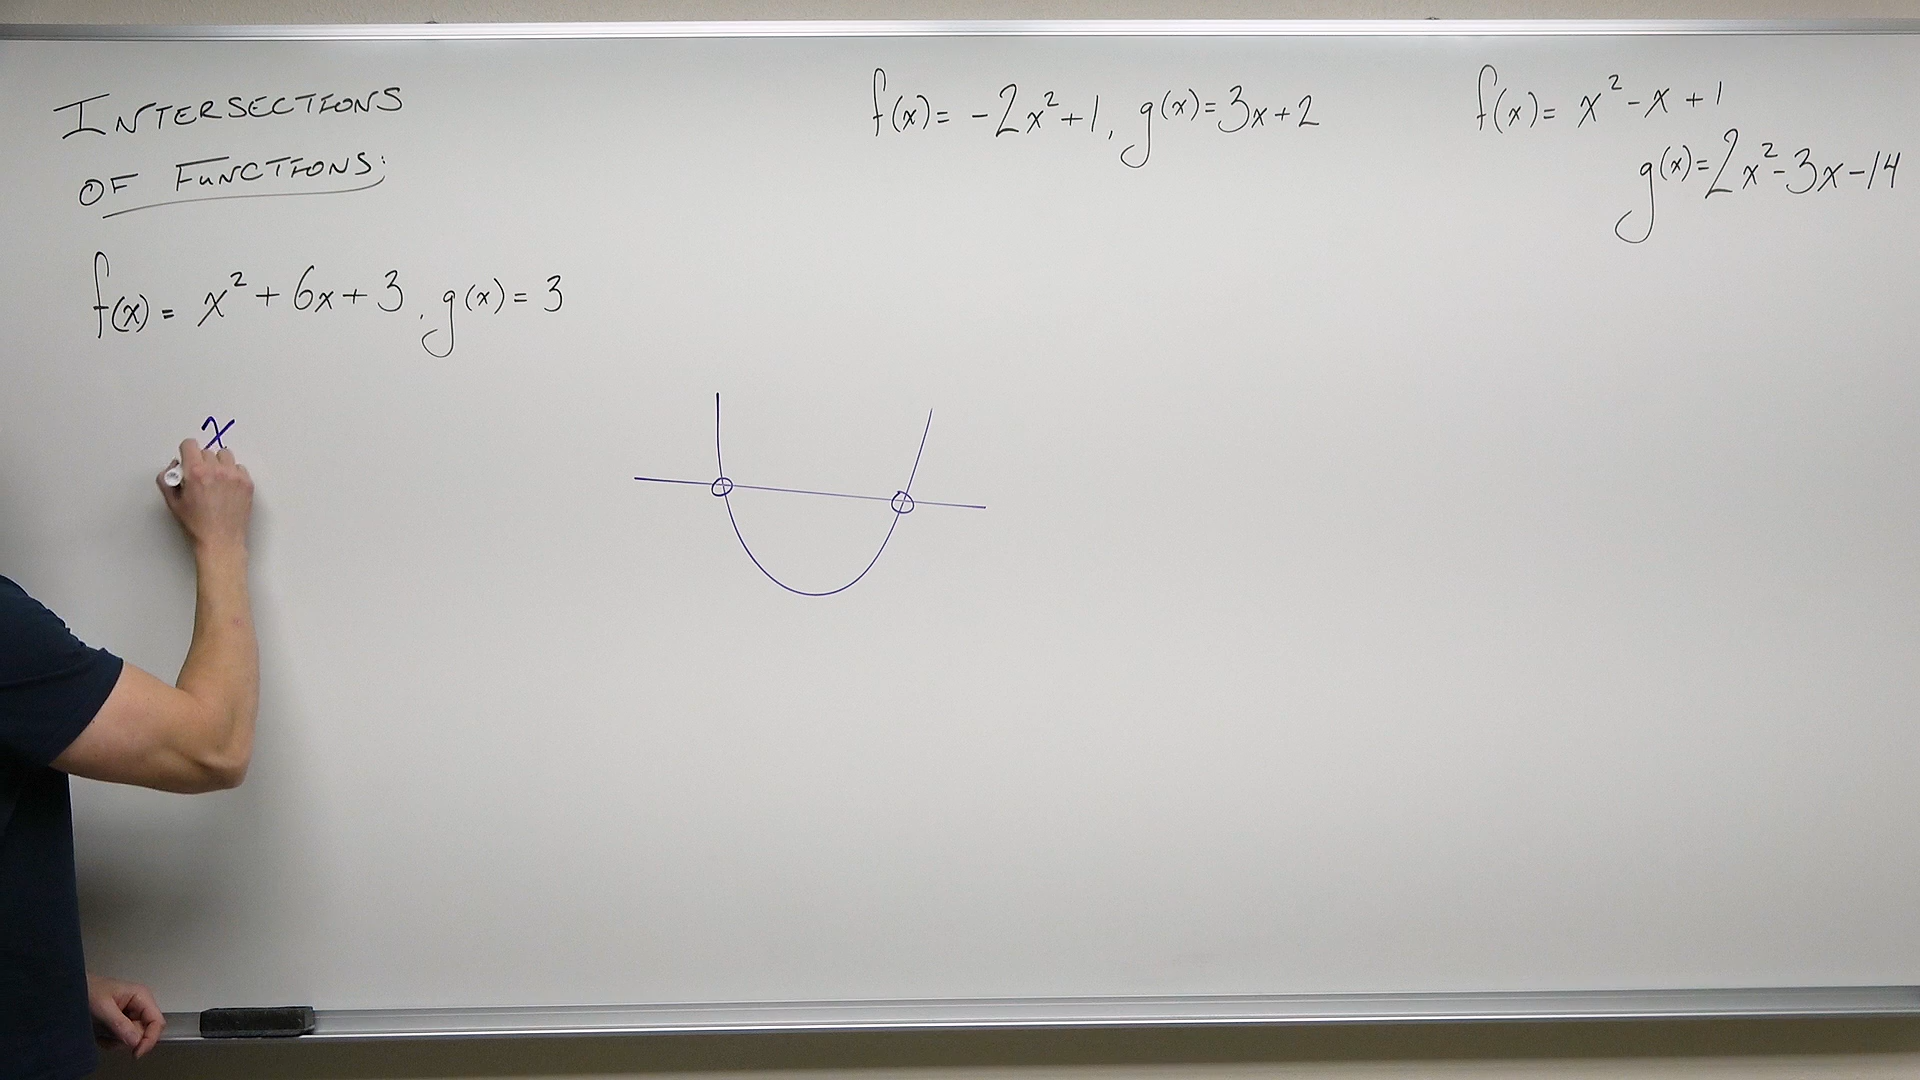 INTERSECTIONS
OF FUNCTIONS:
f(x) = x² + 6x + 3, g(x) = 3
x
f(x) = -2x² + 1, g(x) = 3x + 2
f(x) = x² - x + 1
g(x) = 2x² - 3x - 14